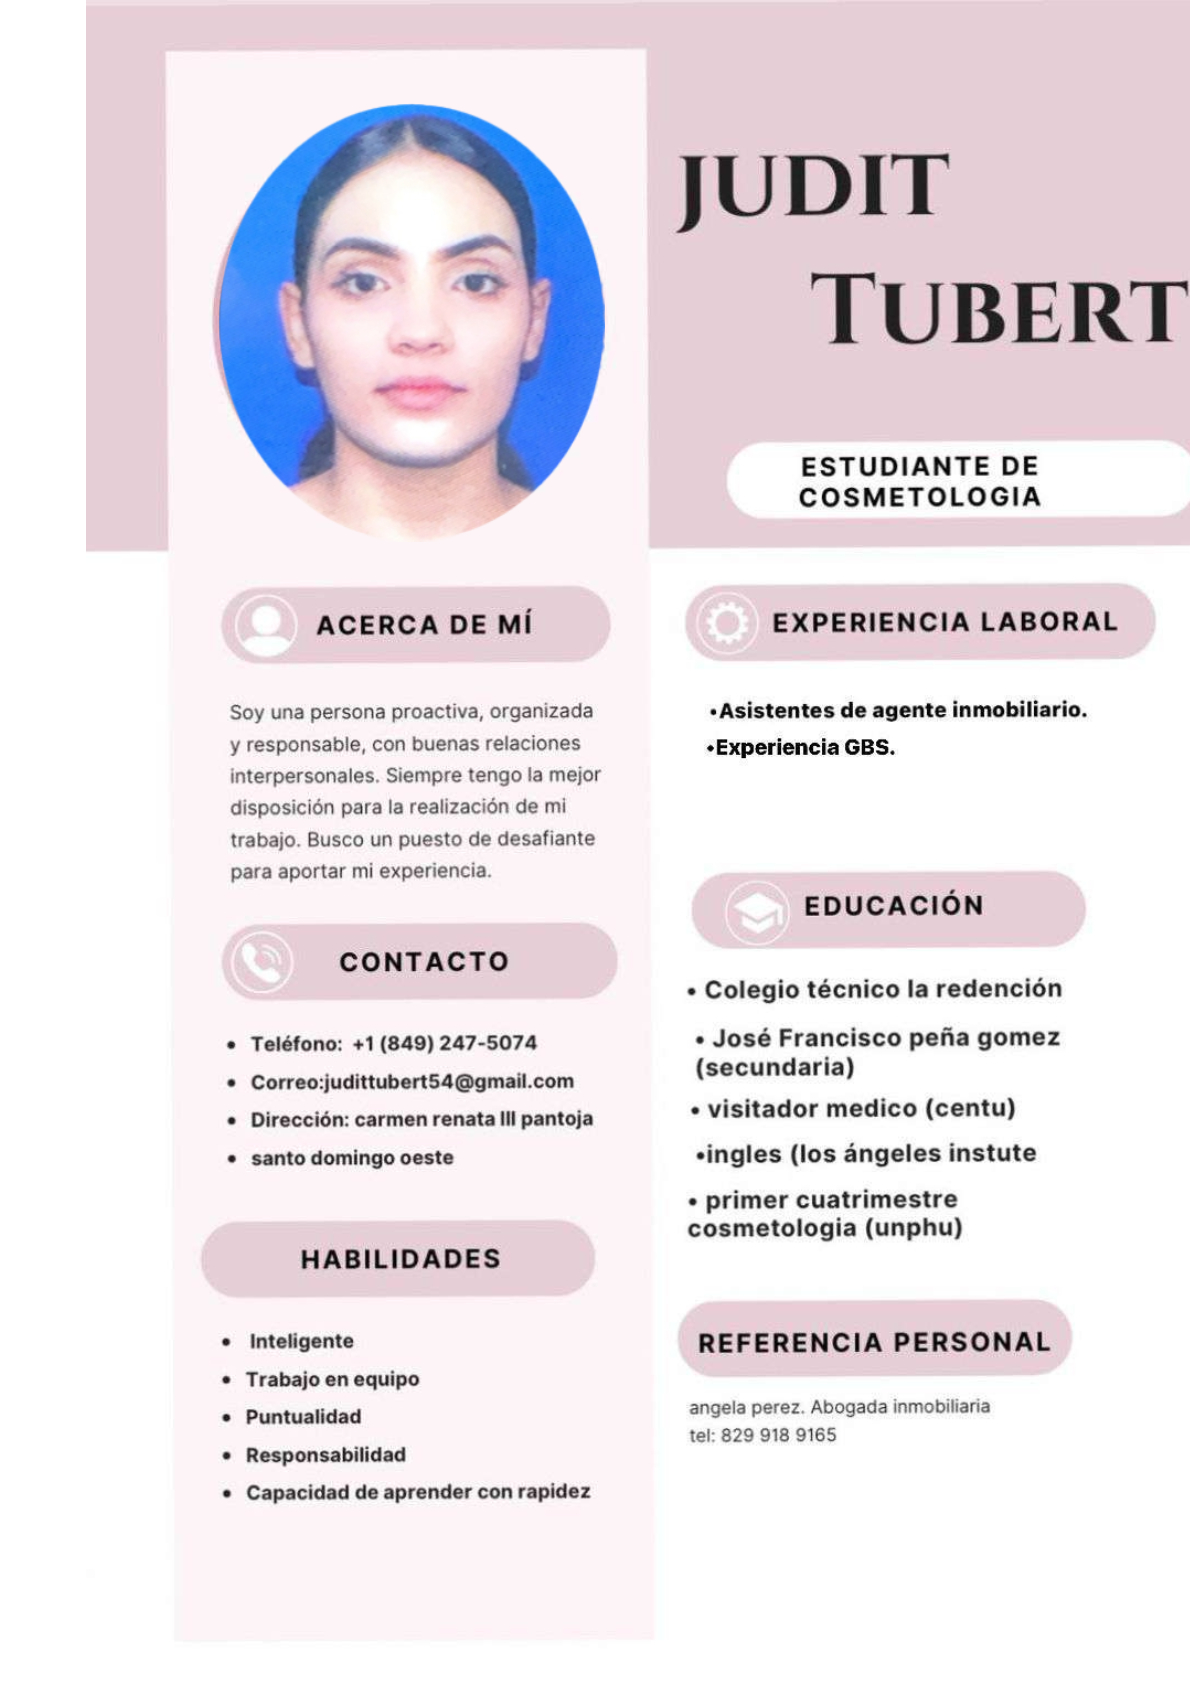 JUDIT
TUBERT
ESTUDIANTE DE
COSMETOLOGIA
ACERCA DE MÍ
Soy una persona proactiva, organizada
y responsable, con buenas relaciones
interpersonales. Siempre tengo la mejor
disposición para la realización de mi
trabajo. Busco un puesto de desafiante
para aportar mi experiencia.
CONTACTO
• Teléfono: +1 (849) 247-5074
• Correo:judittubert54@gmail.com
• Dirección: carmen renata III pantoja
• santo domingo oeste
HABILIDADES
• Inteligente
• Trabajo en equipo
• Puntualidad
• Responsabilidad
• Capacidad de aprender con rapidez
EXPERIENCIA LABORAL
•Asistentes de agente inmobiliario.
•Experiencia GBS.
EDUCACIÓN
• Colegio técnico la redención
• José Francisco peña gomez
(secundaria)
• visitador medico (centu)
•ingles (los ángeles instute
• primer cuatrimestre
cosmetologia (unphu)
REFERENCIA PERSONAL
angela perez. Abogada inmobiliaria
tel: 829 918 9165